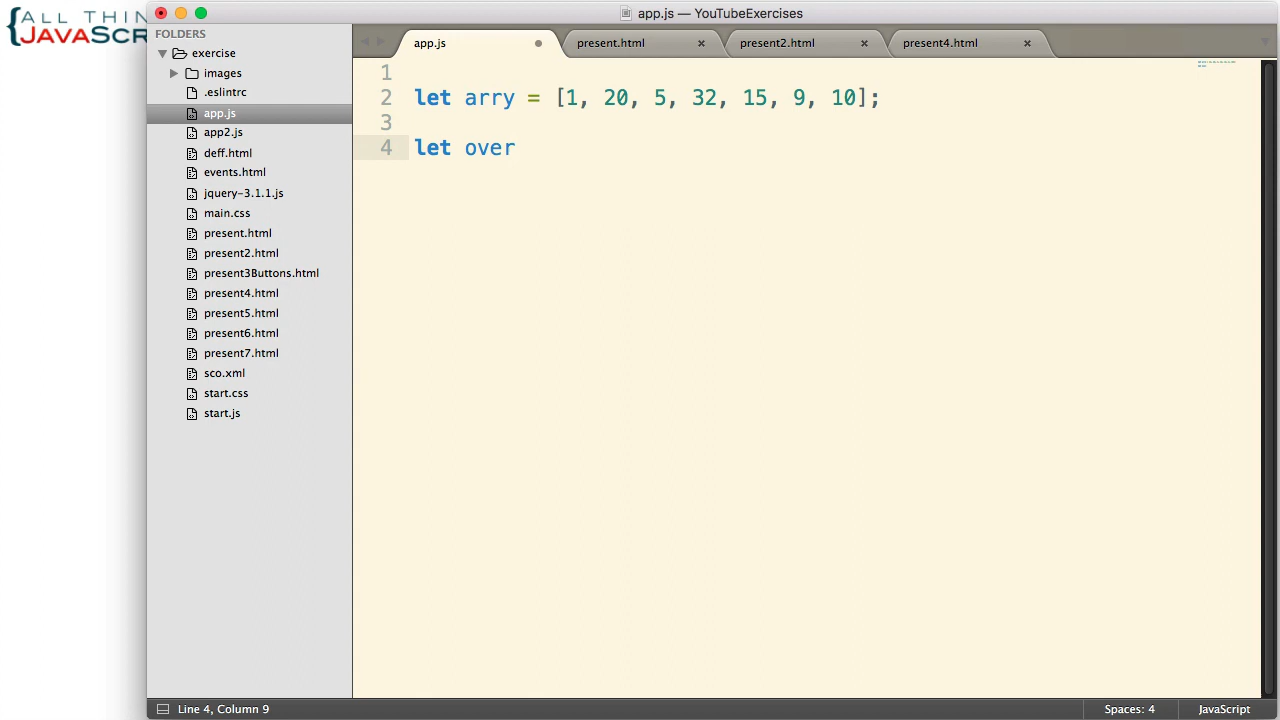 ALL THIN
{JAVASCR
app.js — YouTubeExercises
FOLDERS
exercise
images
.eslintrc
app.js
app2.js
deff.html
events.html
jquery-3.1.1.js
main.css
present.html
present2.html
present3Buttons.html
present4.html
present5.html
present6.html
present7.html
sco.xml
start.css
start.js
app.js present.html present2.html present4.html
1
2 let arry = [1, 20, 5, 32, 15, 9, 10];
3
4 let over
Line 4, Column 9 Spaces: 4 JavaScript